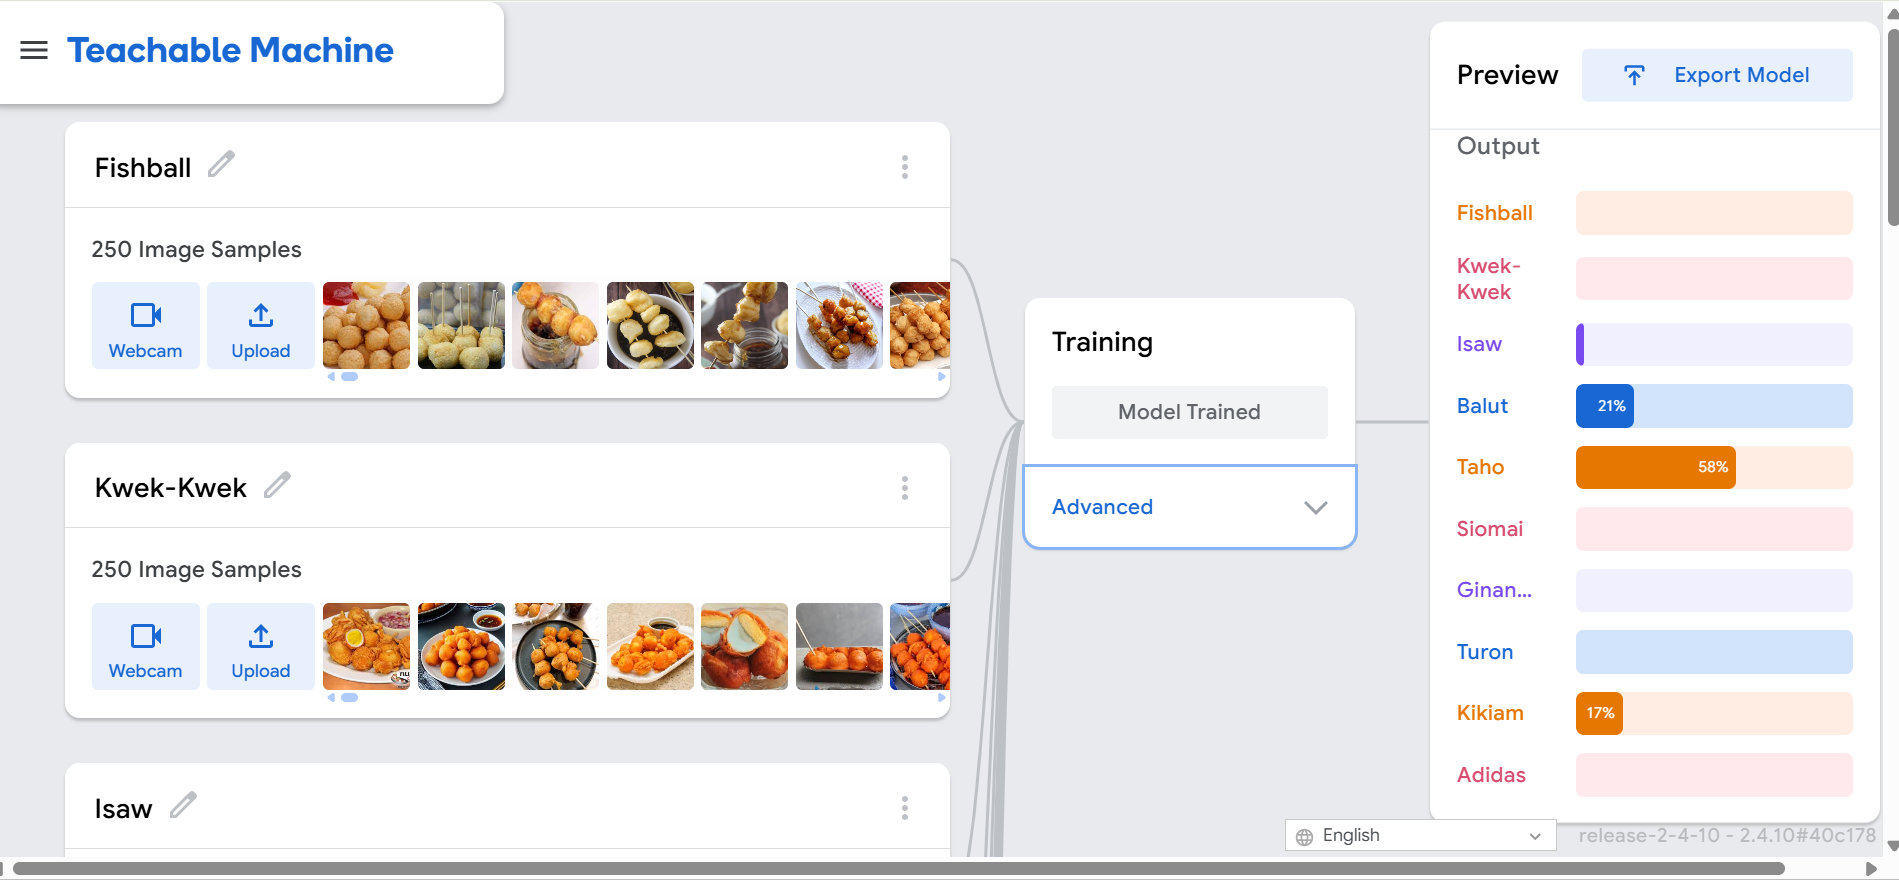 Teachable Machine
Fishball
250 Image Samples
Webcam
Upload
Kwek-Kwek
250 Image Samples
Webcam
Upload
Isaw
Training
Model Trained
Advanced
Preview
Export Model
Output
Fishball
Kwek-
Kwek
Isaw
Balut
21%
Taho
58%
Siomai
Ginan...
Turon
Kikiam
17%
Adidas
English
release-2-4-10 - 2.4.10#40c178